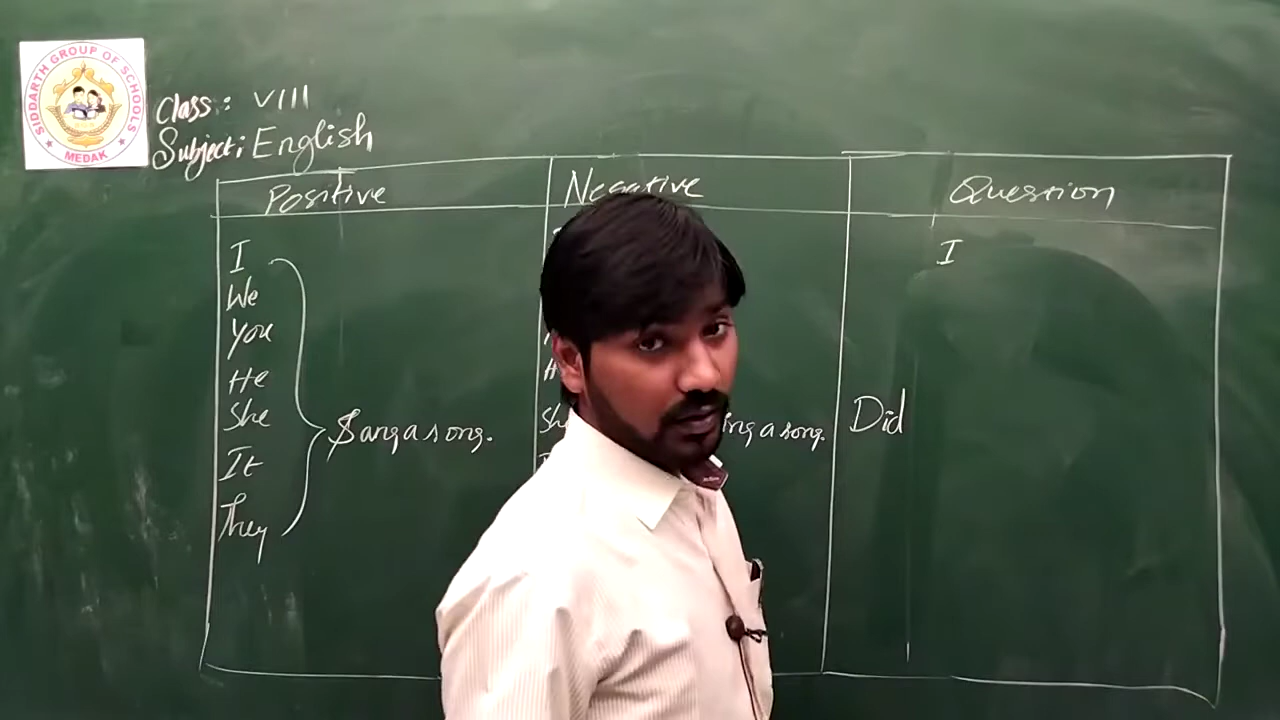 SIDDARTH GROUP OF SCHOOLS
MEDAK
Class: VIII
Subject: English
Positive
Negative
Question
I
We
You
He
She
It
They
Sang a song.
ing a song.
Did
I